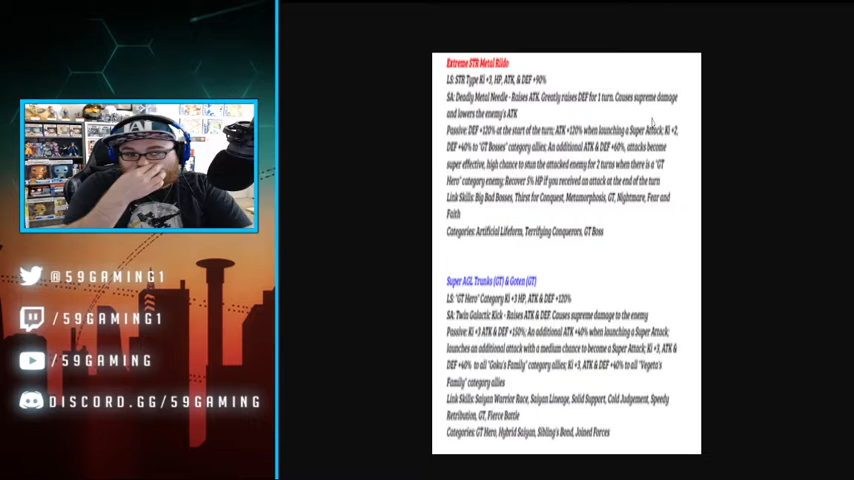 Extreme STR Metal Rildo
LS: STR Type Ki +3, HP, ATK, & DEF +90%
SA: Deadly Metal Needle - Raises ATK. Greatly raises DEF for 1 turn. Causes supreme damage
and lowers the enemy's ATK
Passive: DEF +120% at the start of the turn; ATK +120% when launching a Super Attack; Ki +2,
DEF +40% to "GT Bosses" category allies; An additional ATK & DEF +60%, attacks become
super effective, high chance to stun the attacked enemy for 2 turns when there is a "GT
Hero" category enemy; Recover 5% HP if you received an attack at the end of the turn
Link Skills: Big Bad Bosses, Thirst for Conquest, Metamorphosis, GT, Nightmare, Fear and
Faith
Categories: Artificial Lifeform, Terrifying Conquerors, GT Boss
Super AGL Trunks (GT) & Goten (GT)
LS: "GT Hero" Category Ki +3 HP, ATK & DEF +120%
SA: Twin Galactic Kick - Raises ATK & DEF. Causes supreme damage to the enemy
Passive: Ki +3 ATK & DEF +150%; An additional ATK +40% when launching a Super Attack;
launches an additional attack with a medium chance to become a Super Attack; Ki +3, ATK &
DEF +40% to all "Goku's Family" category allies; Ki +3, ATK & DEF +40% to all "Vegeta's
Family" category allies
Link Skills: Saiyan Warrior Race, Saiyan Lineage, Solid Support, Cold Judgement, Speedy
Retribution, GT, Fierce Battle
Categories: GT Hero, Hybrid Saiyan, Sibling's Bond, Joined Forces
@59GAMING1
/59GAMING1
/59GAMING
DISCORD.GG/59GAMING